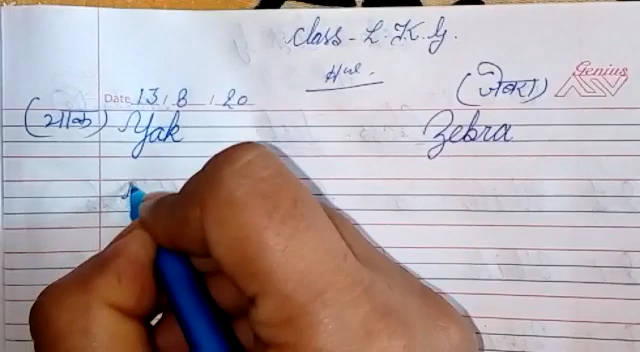 Class - L.K.G.
H.W.
Genius
Date 13/8/20
(याक) Yak (जेबरा) Zebra